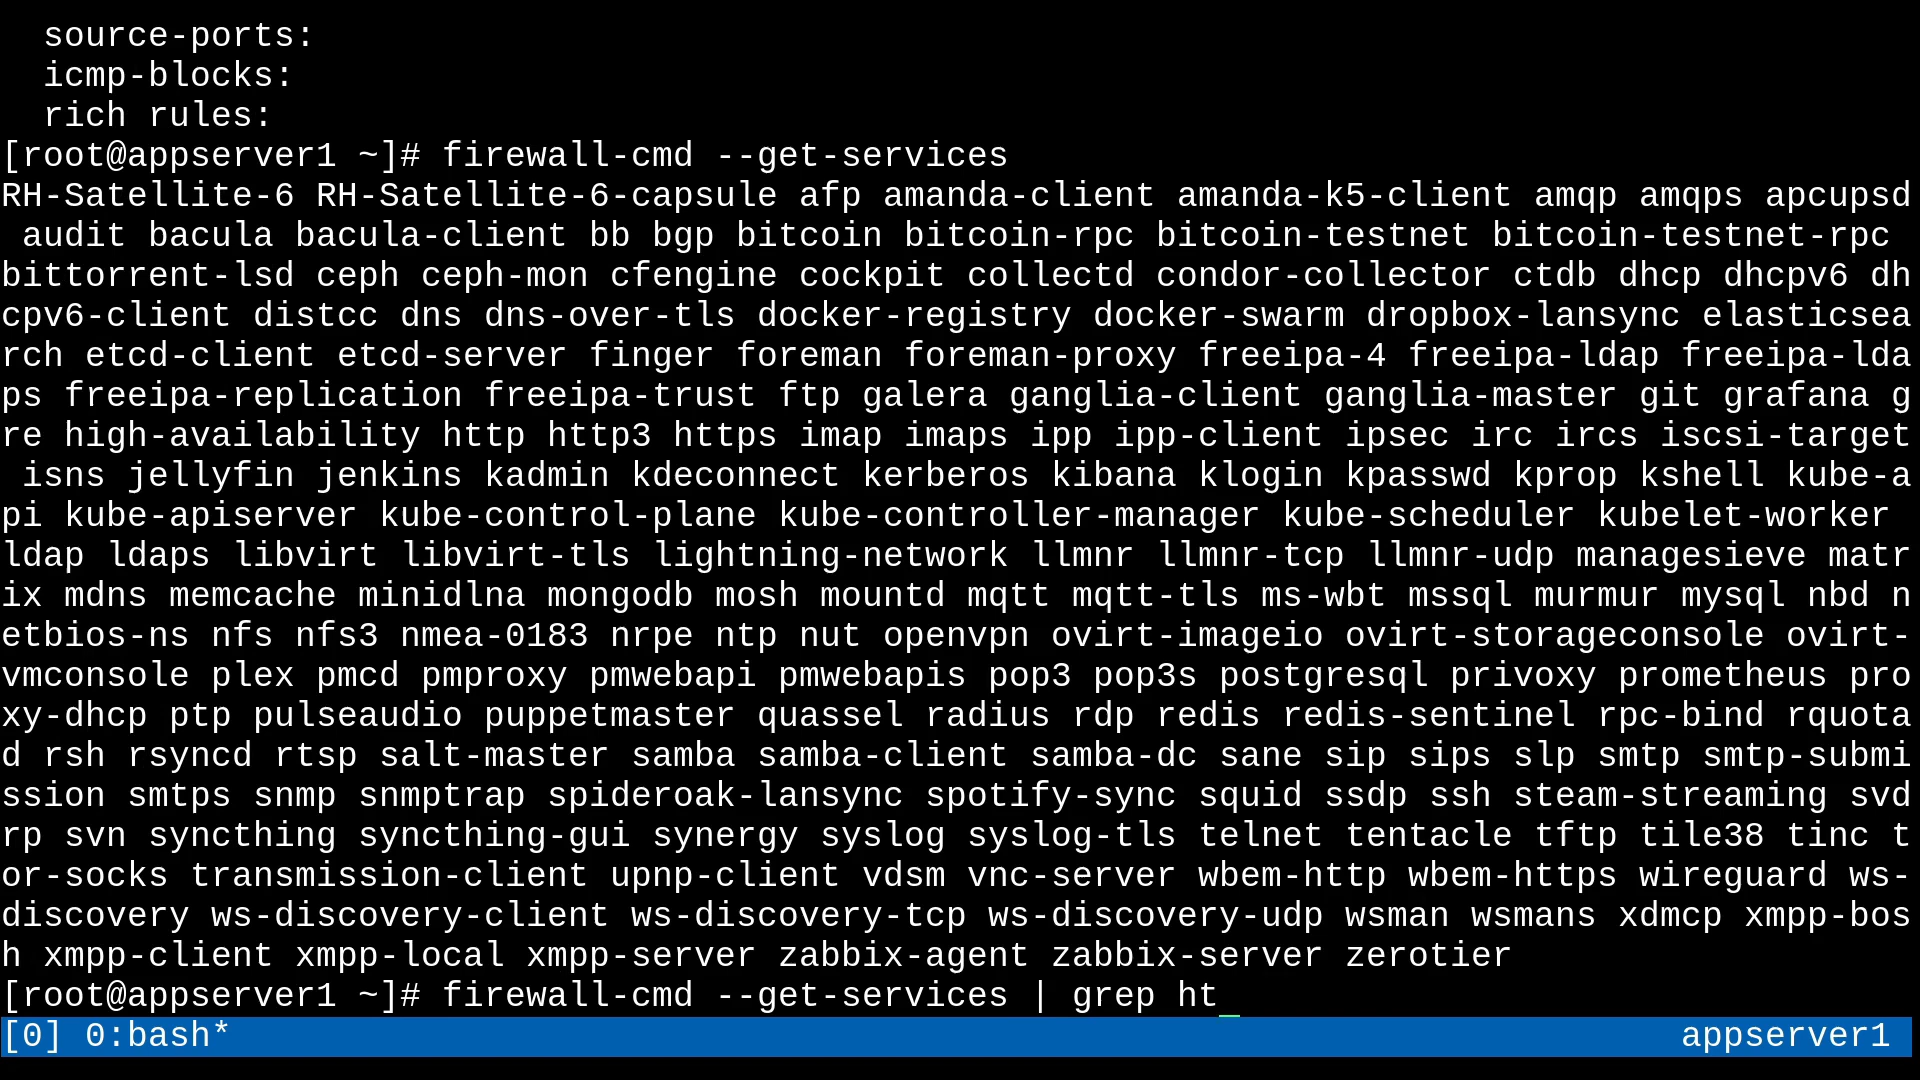 source-ports:
icmp-blocks:
rich rules:
[root@appserver1 ~]# firewall-cmd --get-services
RH-Satellite-6 RH-Satellite-6-capsule afp amanda-client amanda-k5-client amqp amqps apcupsd
audit bacula bacula-client bb bgp bitcoin bitcoin-rpc bitcoin-testnet bitcoin-testnet-rpc
bittorrent-lsd ceph ceph-mon cfengine cockpit collectd condor-collector ctdb dhcp dhcpv6 dh
cpv6-client distcc dns dns-over-tls docker-registry docker-swarm dropbox-lansync elasticsea
rch etcd-client etcd-server finger foreman foreman-proxy freeipa-4 freeipa-ldap freeipa-lda
ps freeipa-replication freeipa-trust ftp galera ganglia-client ganglia-master git grafana g
re high-availability http http3 https imap imaps ipp ipp-client ipsec irc ircs iscsi-target
isns jellyfin jenkins kadmin kdeconnect kerberos kibana klogin kpasswd kprop kshell kube-a
pi kube-apiserver kube-control-plane kube-controller-manager kube-scheduler kubelet-worker
ldap ldaps libvirt libvirt-tls lightning-network llmnr llmnr-tcp llmnr-udp managesieve matr
ix mdns memcache minidlna mongodb mosh mountd mqtt mqtt-tls ms-wbt mssql murmur mysql nbd n
etbios-ns nfs nfs3 nmea-0183 nrpe ntp nut openvpn ovirt-imageio ovirt-storageconsole ovirt-
vmconsole plex pmcd pmproxy pmwebapi pmwebapis pop3 pop3s postgresql privoxy prometheus pro
xy-dhcp ptp pulseaudio puppetmaster quassel radius rdp redis redis-sentinel rpc-bind rquota
d rsh rsyncd rtsp salt-master samba samba-client samba-dc sane sip sips slp smtp smtp-submi
ssion smtps snmp snmptrap spideroak-lansync spotify-sync squid ssdp ssh steam-streaming svd
rp svn syncthing syncthing-gui synergy syslog syslog-tls telnet tentacle tftp tile38 tinc t
or-socks transmission-client upnp-client vdsm vnc-server wbem-http wbem-https wireguard ws-
discovery ws-discovery-client ws-discovery-tcp ws-discovery-udp wsman wsmans xdmcp xmpp-bos
h xmpp-client xmpp-local xmpp-server zabbix-agent zabbix-server zerotier
[root@appserver1 ~]# firewall-cmd --get-services | grep ht
[0] 0:bash* appserver1